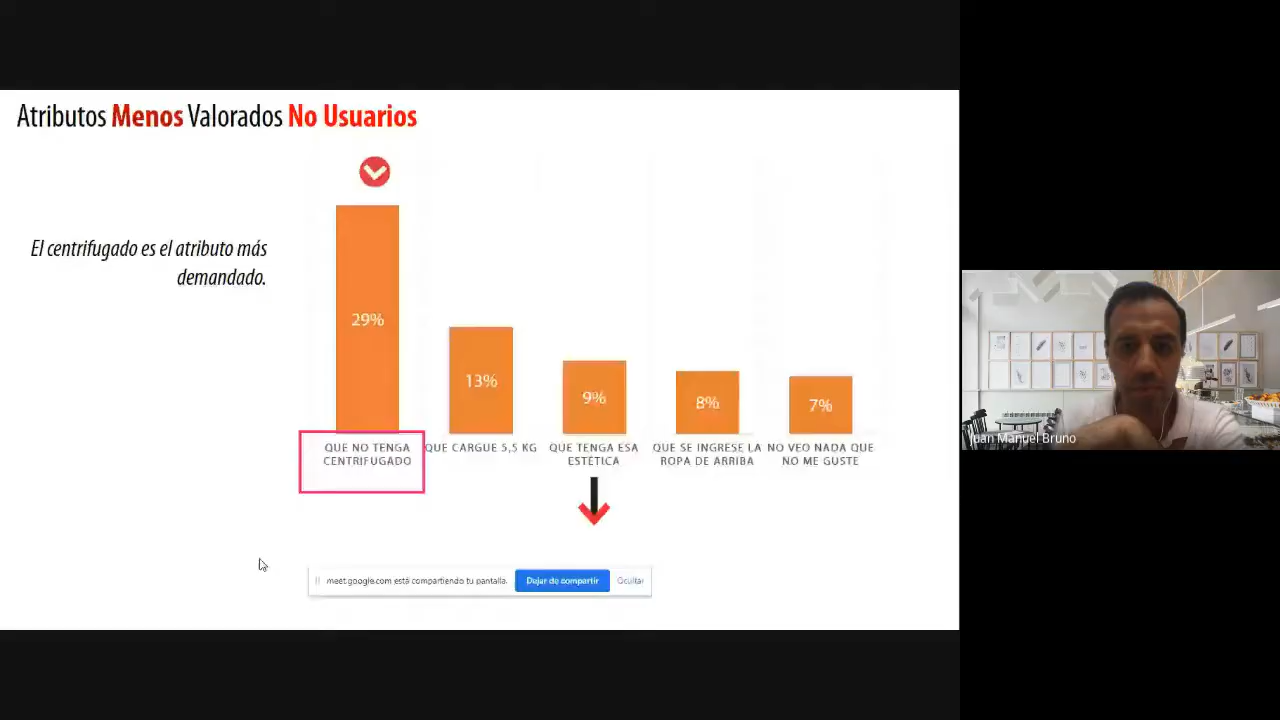 Atributos Menos Valorados No Usuarios
El centrifugado es el atributo más
demandado.
29%
13%
9%
8%
7%
QUE NO TENGA
CENTRIFUGADO
QUE CARGUE 5,5 KG
QUE TENGA ESA
ESTÉTICA
QUE SE INGRESE LA
ROPA DE ARRIBA
NO VEO NADA QUE
NO ME GUSTE
meet.google.com está compartiendo tu pantalla.
Dejar de compartir
Ocultar
Juan Manuel Bruno